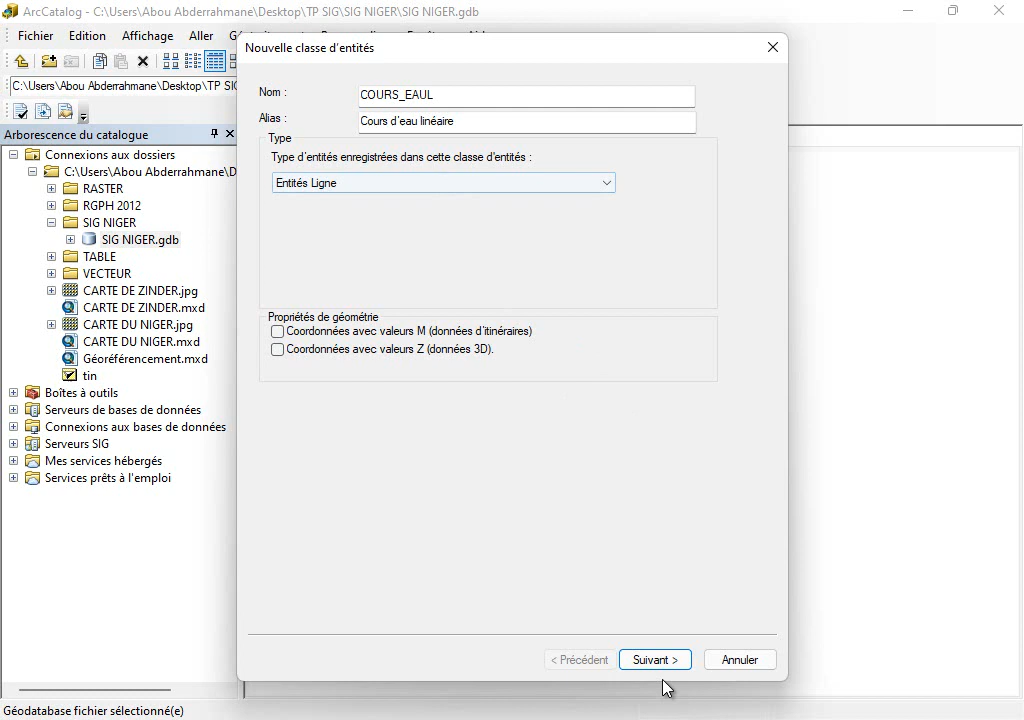 ArcCatalog - C:\Users\Abou Abderrahmane\Desktop\TP SIG\SIG NIGER\SIG NIGER.gdb
Fichier Edition Affichage Aller
C:\Users\Abou Abderrahmane\Desktop\TP SIG
Arborescence du catalogue
Connexions aux dossiers
C:\Users\Abou Abderrahmane\D
RASTER
RGPH 2012
SIG NIGER
SIG NIGER.gdb
TABLE
VECTEUR
CARTE DE ZINDER.jpg
CARTE DE ZINDER.mxd
CARTE DU NIGER.jpg
CARTE DU NIGER.mxd
Géoréférencement.mxd
tin
Boîtes à outils
Serveurs de bases de données
Connexions aux bases de données
Serveurs SIG
Mes services hébergés
Services prêts à l'emploi
Géodatabase fichier sélectionné(e)
Nouvelle classe d'entités
Nom : COURS_EAUL
Alias : Cours d'eau linéaire
Type
Type d'entités enregistrées dans cette classe d'entités :
Entités Ligne
Propriétés de géométrie
Coordonnées avec valeurs M (données d'itinéraires)
Coordonnées avec valeurs Z (données 3D).
< Précédent Suivant > Annuler